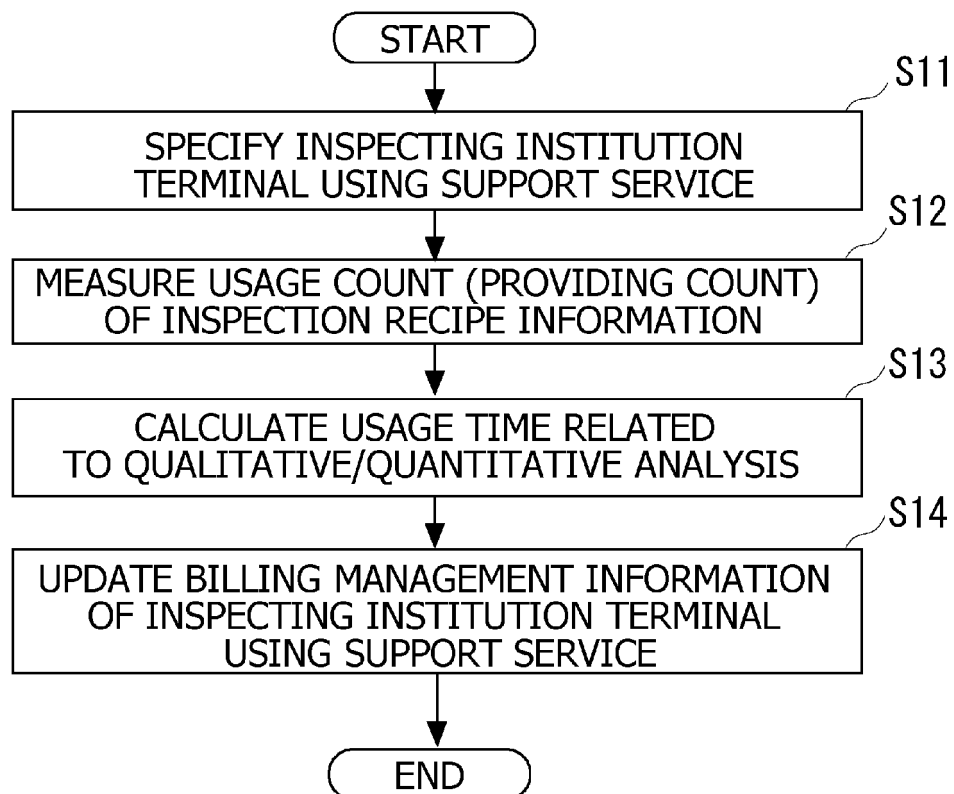 START
S11
SPECIFY INSPECTING INSTITUTION
TERMINAL USING SUPPORT SERVICE
S12
MEASURE USAGE COUNT (PROVIDING COUNT)
OF INSPECTION RECIPE INFORMATION
S13
CALCULATE USAGE TIME RELATED
TO QUALITATIVE/QUANTITATIVE ANALYSIS
S14
UPDATE BILLING MANAGEMENT INFORMATION
OF INSPECTING INSTITUTION TERMINAL
USING SUPPORT SERVICE
END